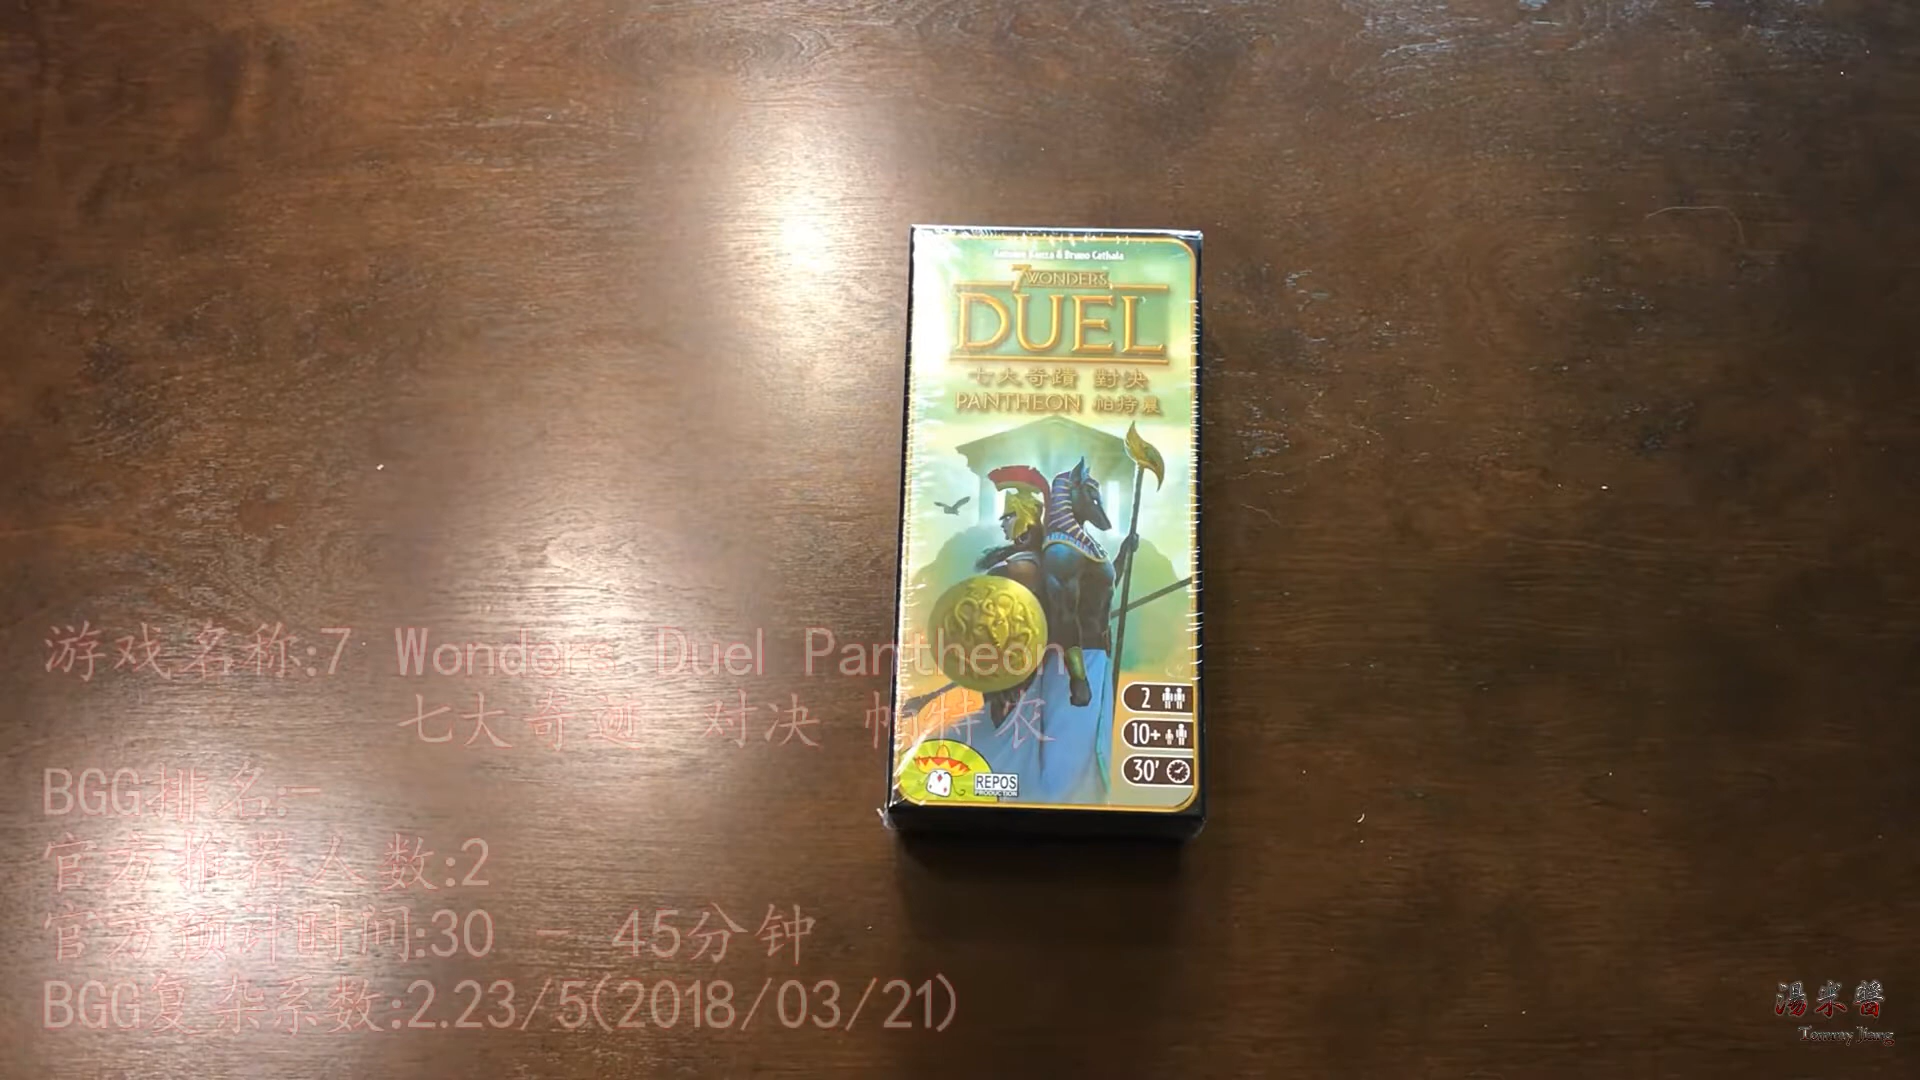 Antoine Bauza & Bruno Cathala
7 WONDERS
DUEL
七大奇蹟 對決
PANTHEON 帕特農
2
10+
30'
REPOS
PRODUCTION
游戏名称:7 Wonders Duel Pantheon
七大奇迹 对决 帕特农
BGG排名:-
官方推荐人数:2
官方预计时间:30 - 45分钟
BGG复杂系数:2.23/5(2018/03/21)
湯米醬
Tommy Jiang